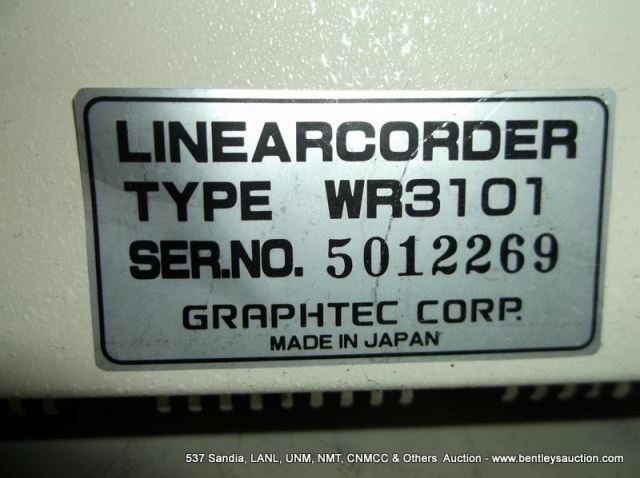 LINEARCORDER
TYPE WR3101
SER.NO. 5012269
GRAPHTEC CORP.
MADE IN JAPAN
537 Sandia, LANL, UNM, NMT, CNMCC & Others Auction - www.bentleysauction.com